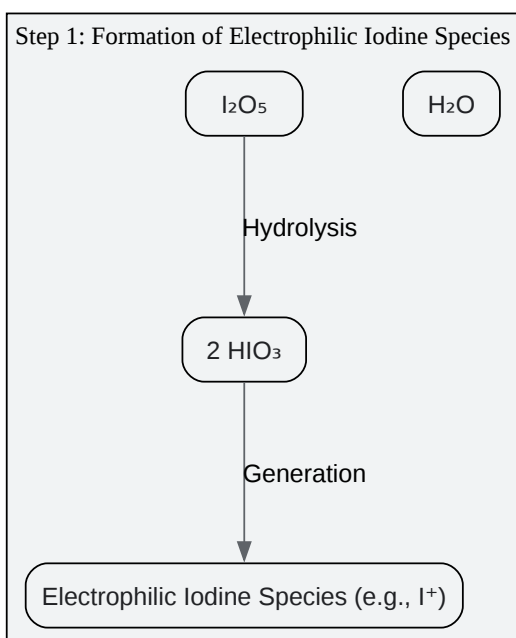 Step 1: Formation of Electrophilic Iodine Species
I₂O₅
H₂O
Hydrolysis
2 HIO₃
Generation
Electrophilic Iodine Species (e.g., I⁺)